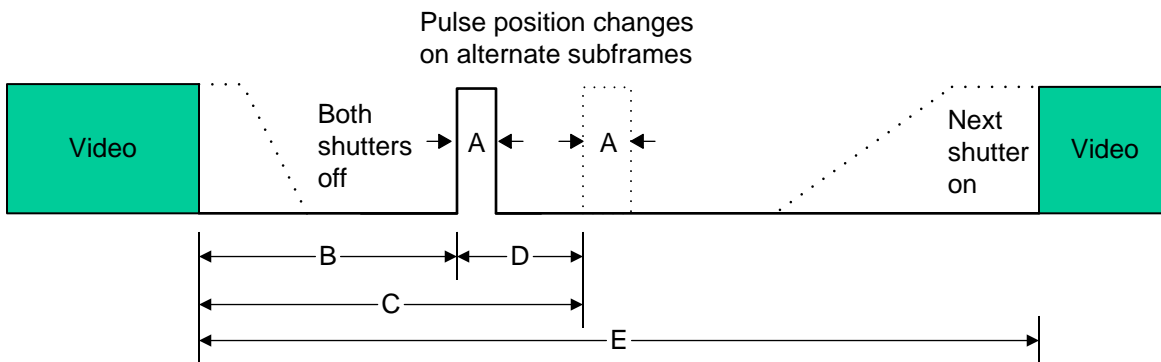 Pulse position changes
on alternate subframes
Video
Both
shutters
off
A
A
Next
shutter
on
Video
B
D
C
E